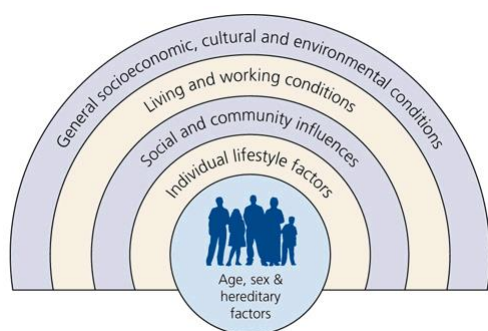 General socioeconomic, cultural and environmental conditions
Living and working conditions
Social and community influences
Individual lifestyle factors
Age, sex &
hereditary
factors